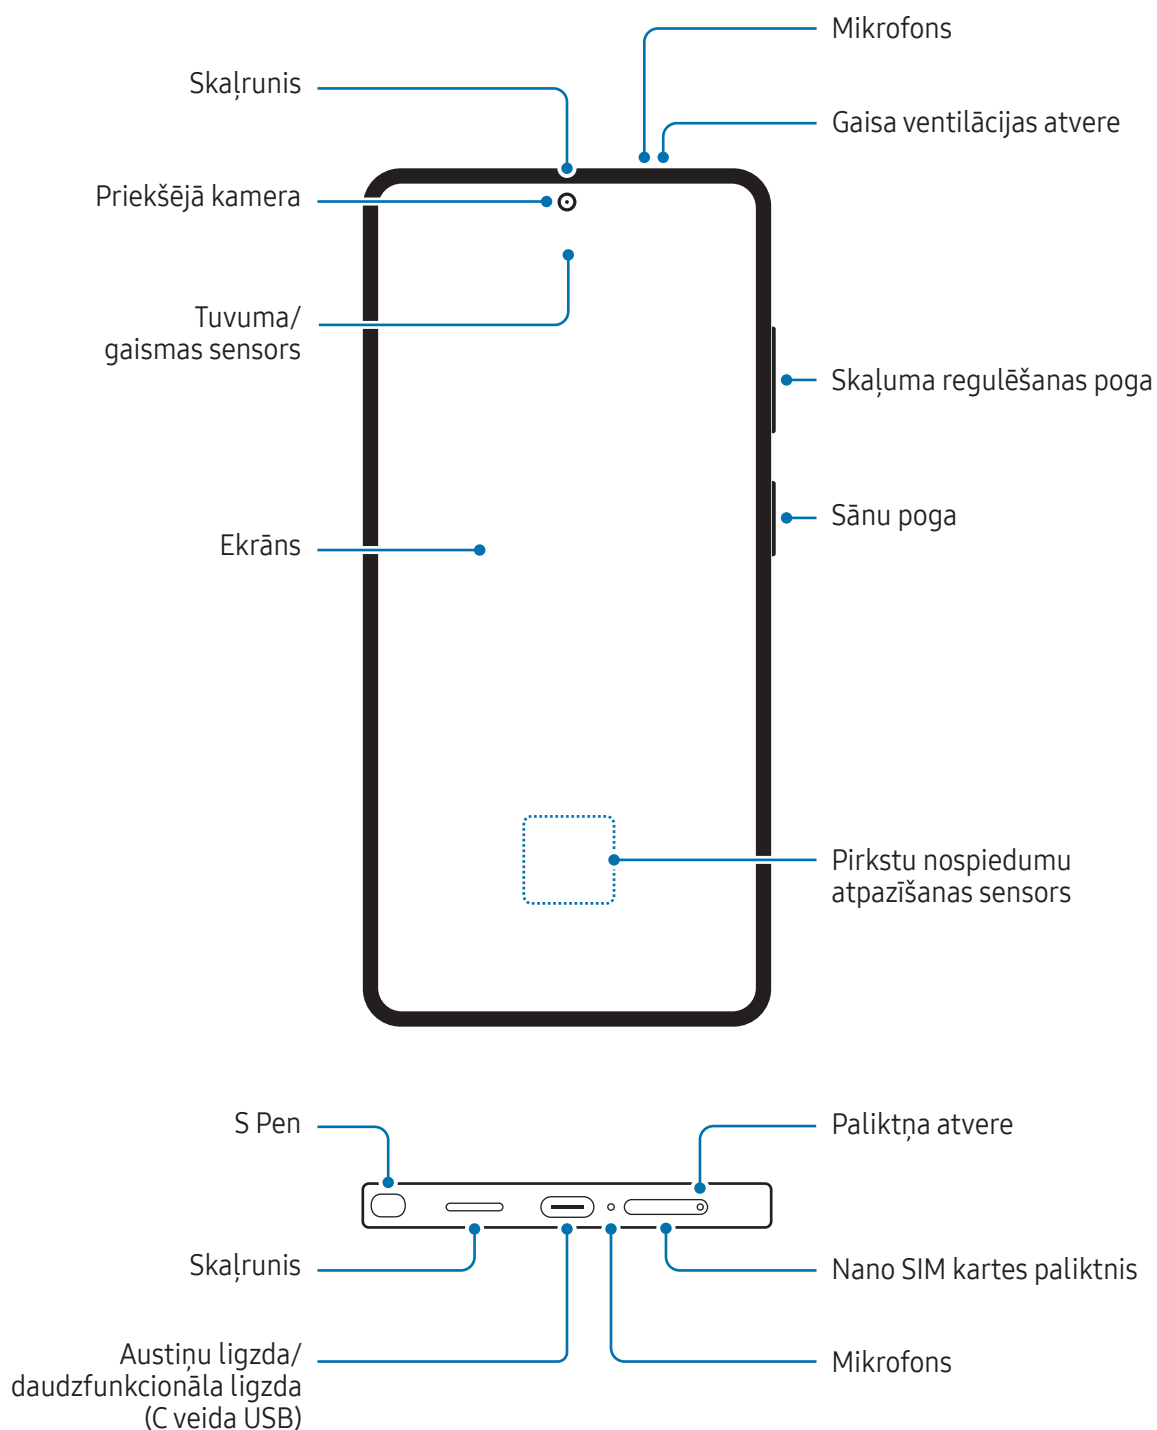 Mikrofons
Skaļrunis
Gaisa ventilācijas atvere
Priekšējā kamera
Tuvuma/
gaismas sensors
Skaļuma regulēšanas poga
Sānu poga
Ekrāns
Pirkstu nospiedumu
atpazīšanas sensors
S Pen
Paliktņa atvere
Skaļrunis
Nano SIM kartes paliktnis
Austiņu ligzda/
daudzfunkcionāla ligzda
(C veida USB)
Mikrofons